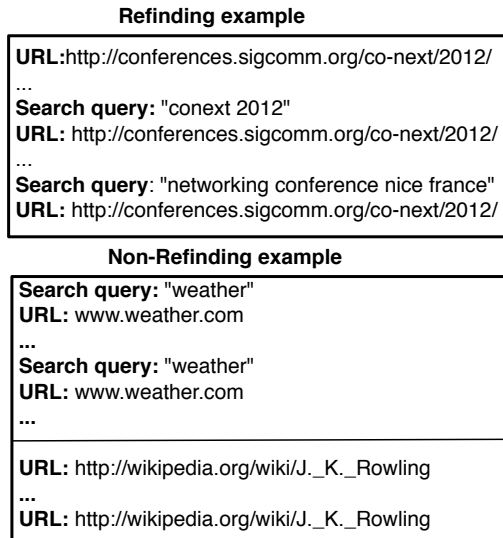 Refinding example
URL:http://conferences.sigcomm.org/co-next/2012/
...
Search query: "conext 2012"
URL: http://conferences.sigcomm.org/co-next/2012/
...
Search query: "networking conference nice france"
URL: http://conferences.sigcomm.org/co-next/2012/
Non-Refinding example
Search query: "weather"
URL: www.weather.com
...
Search query: "weather"
URL: www.weather.com
...
URL: http://wikipedia.org/wiki/J._K._Rowling
...
URL: http://wikipedia.org/wiki/J._K._Rowling